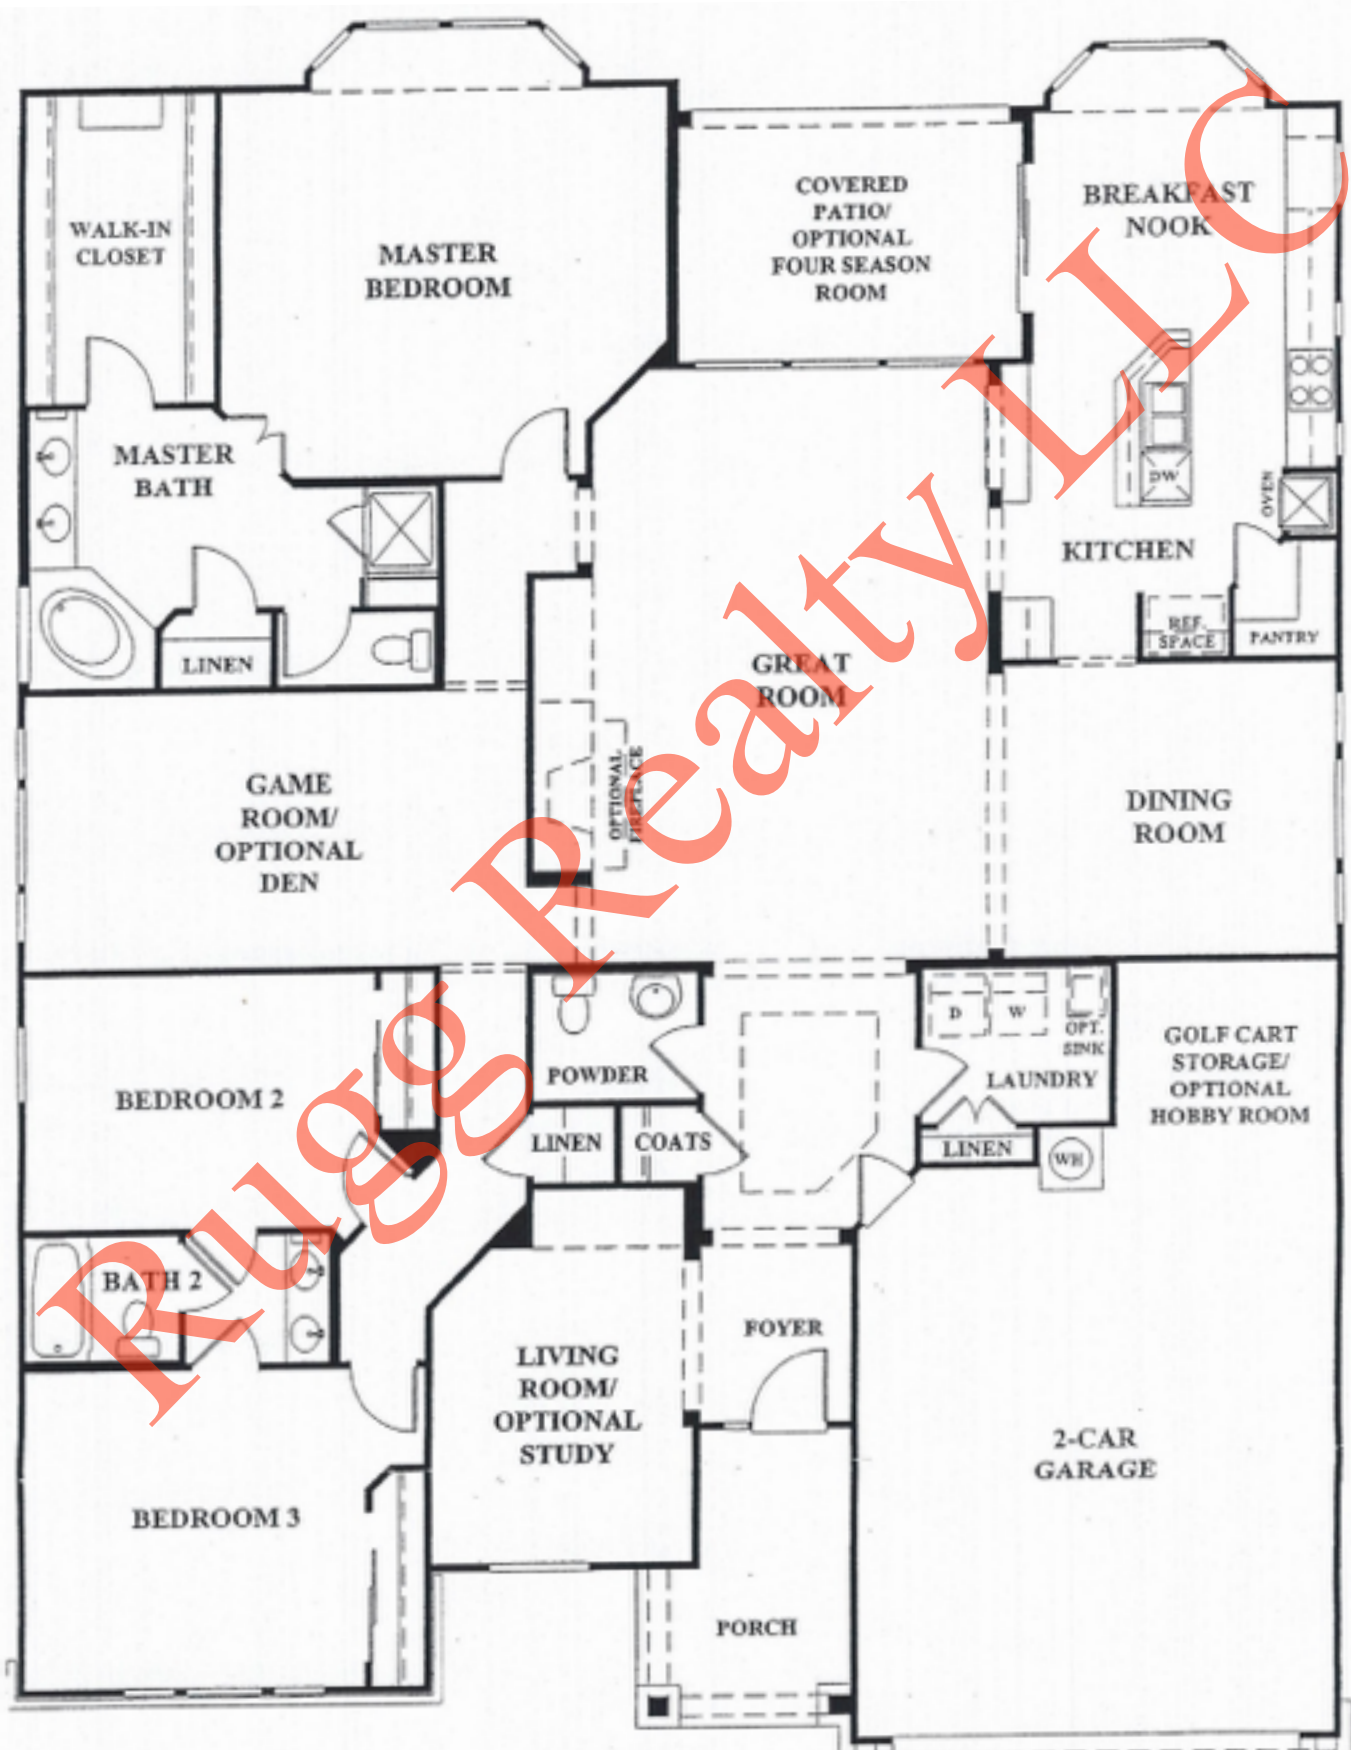 WALK-IN
CLOSET
MASTER
BEDROOM
COVERED
PATIO/
OPTIONAL
FOUR SEASON
ROOM
BREAKFAST
NOOK
MASTER
BATH
DW
OVEN
KITCHEN
LINEN
REF.
SPACE
PANTRY
GREAT
ROOM
OPTIONAL
FIREPLACE
GAME
ROOM/
OPTIONAL
DEN
DINING
ROOM
BEDROOM 2
POWDER
D
W
OPT.
SINK
LAUNDRY
GOLF CART
STORAGE/
OPTIONAL
HOBBY ROOM
LINEN
COATS
LINEN
WH
BATH 2
FOYER
LIVING
ROOM/
OPTIONAL
STUDY
2-CAR
GARAGE
BEDROOM 3
PORCH
Rugg Realty LLC